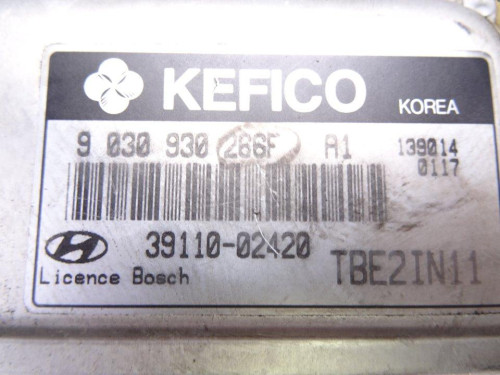 KEFICO KOREA
9 030 930 266F A1 139014
0117
39110-02420
Licence Bosch TBE2IN11